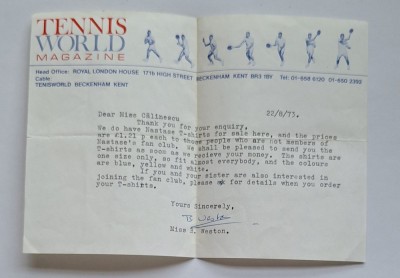 TENNIS
WORLD
MAGAZINE
Head Office: ROYAL LONDON HOUSE 171B HIGH STREET BECKENHAM KENT BR3 1BY Tel: 01-658 6120 01-650
Cable:
TENISWORLD BECKENHAM KENT
22/8/73.
Dear Miss Călinescu
Thank you for your enquiry,
We do have Nastase T-shirts for sale here, and the prices
are £1.21 p each to those people who are not members of
Nastase's fan club. We shall be pleased to send you the
T-shirts as soon as we recieve your money. The shirts are
one size only, so fit almost everybody, and the colours
are blue, yellow and white.
If you and your sister are also interested in
joining the fan club, please for details when you order
your T-shirts.
Yours Sincerely,
B Weston
Miss B. Weston.